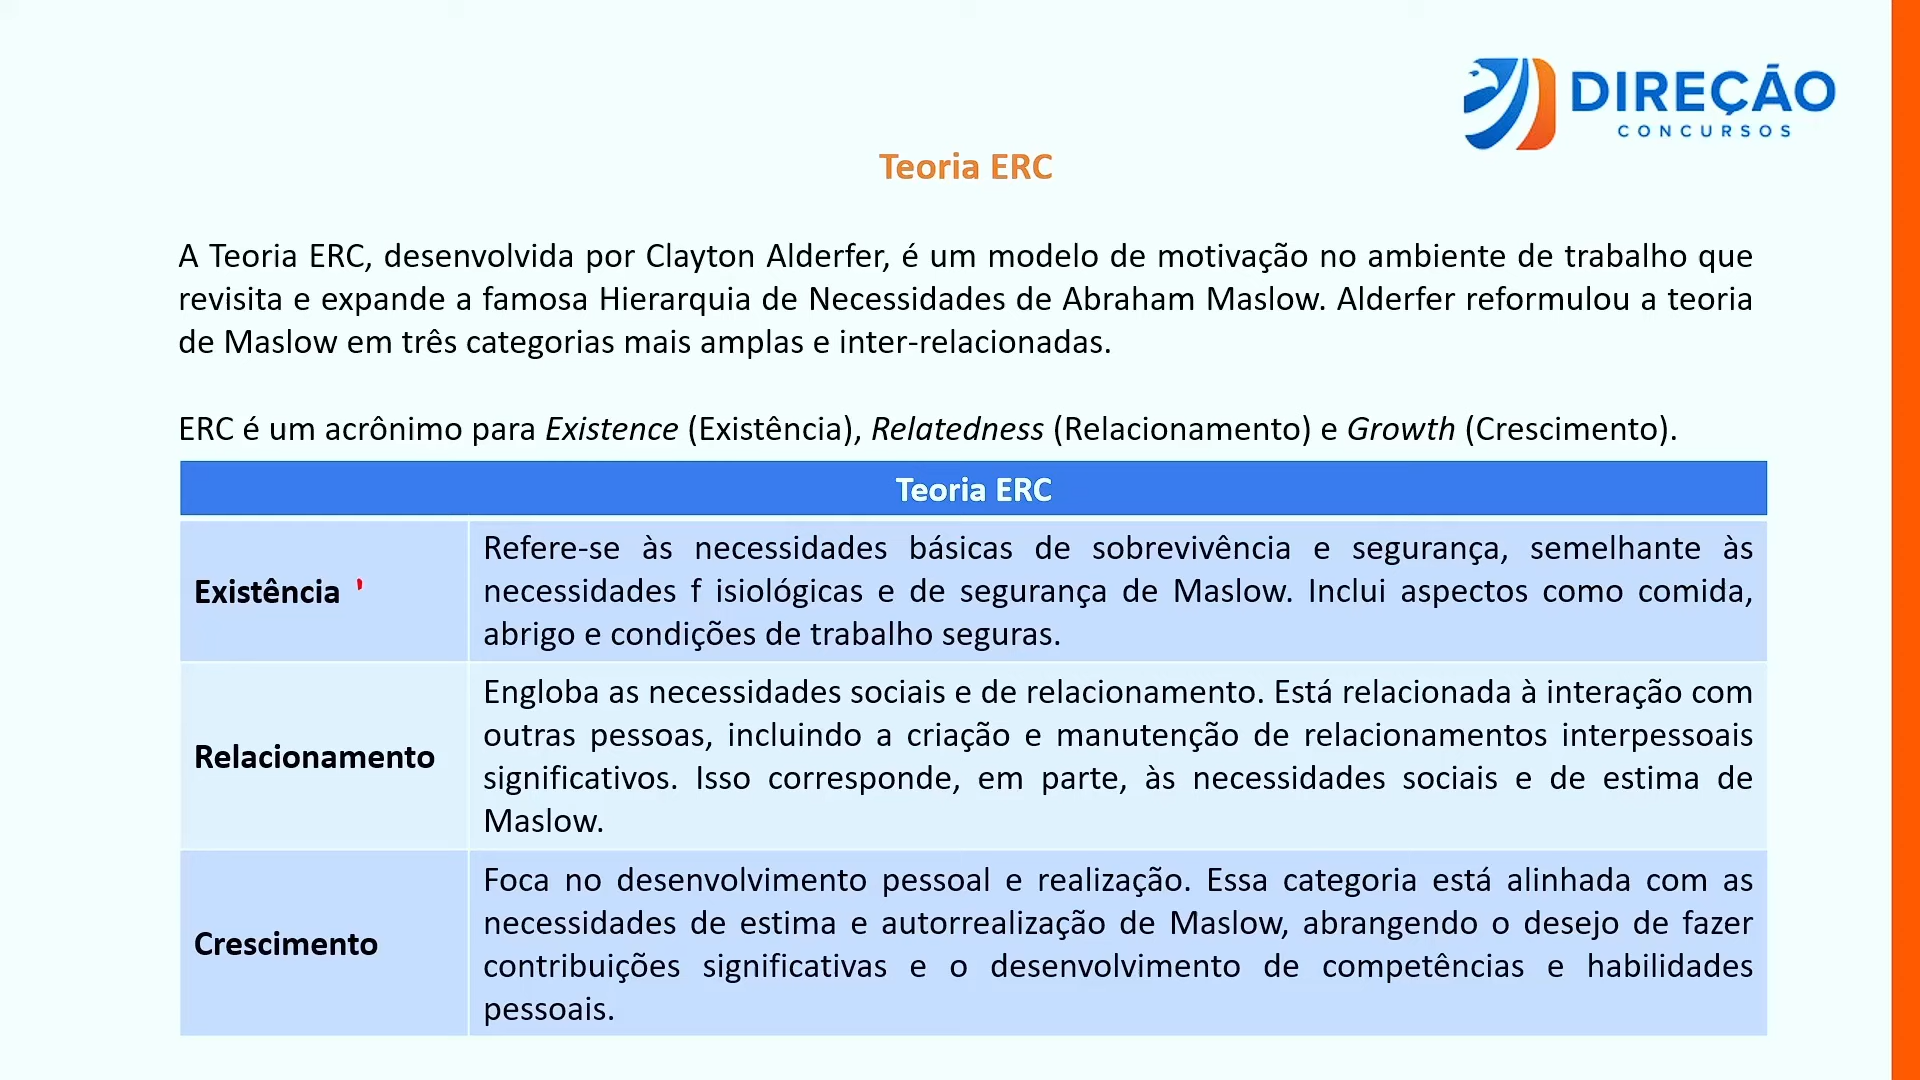 DIREÇÃO
CONCURSOS
Teoria ERC
A Teoria ERC, desenvolvida por Clayton Alderfer, é um modelo de motivação no ambiente de trabalho que
revisita e expande a famosa Hierarquia de Necessidades de Abraham Maslow. Alderfer reformulou a teoria
de Maslow em três categorias mais amplas e inter-relacionadas.
ERC é um acrônimo para Existence (Existência), Relatedness (Relacionamento) e Growth (Crescimento).
Teoria ERC
Existência
Refere-se às necessidades básicas de sobrevivência e segurança, semelhante às
necessidades f isiológicas e de segurança de Maslow. Inclui aspectos como comida,
abrigo e condições de trabalho seguras.
Relacionamento
Engloba as necessidades sociais e de relacionamento. Está relacionada à interação com
outras pessoas, incluindo a criação e manutenção de relacionamentos interpessoais
significativos. Isso corresponde, em parte, às necessidades sociais e de estima de
Maslow.
Crescimento
Foca no desenvolvimento pessoal e realização. Essa categoria está alinhada com as
necessidades de estima e autorrealização de Maslow, abrangendo o desejo de fazer
contribuições significativas e o desenvolvimento de competências e habilidades
pessoais.